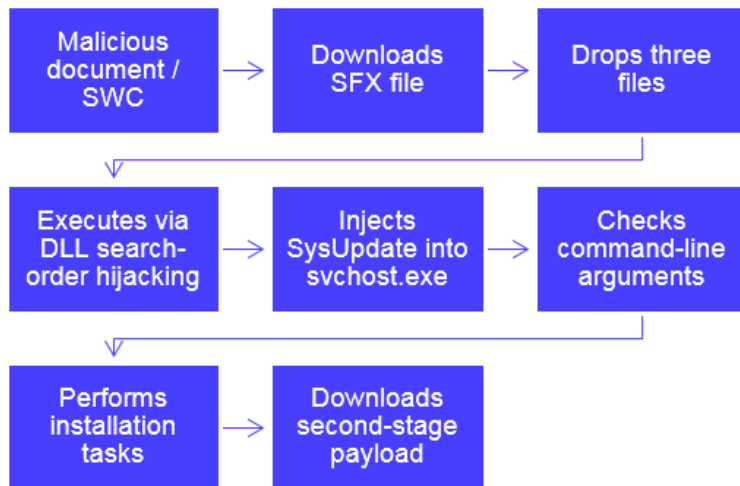 Malicious
document /
SWC
Downloads
SFX file
Drops three
files
Executes via
DLL search-
order hijacking
Injects
SysUpdate into
svchost.exe
Checks
command-line
arguments
Performs
installation
tasks
Downloads
second-stage
payload